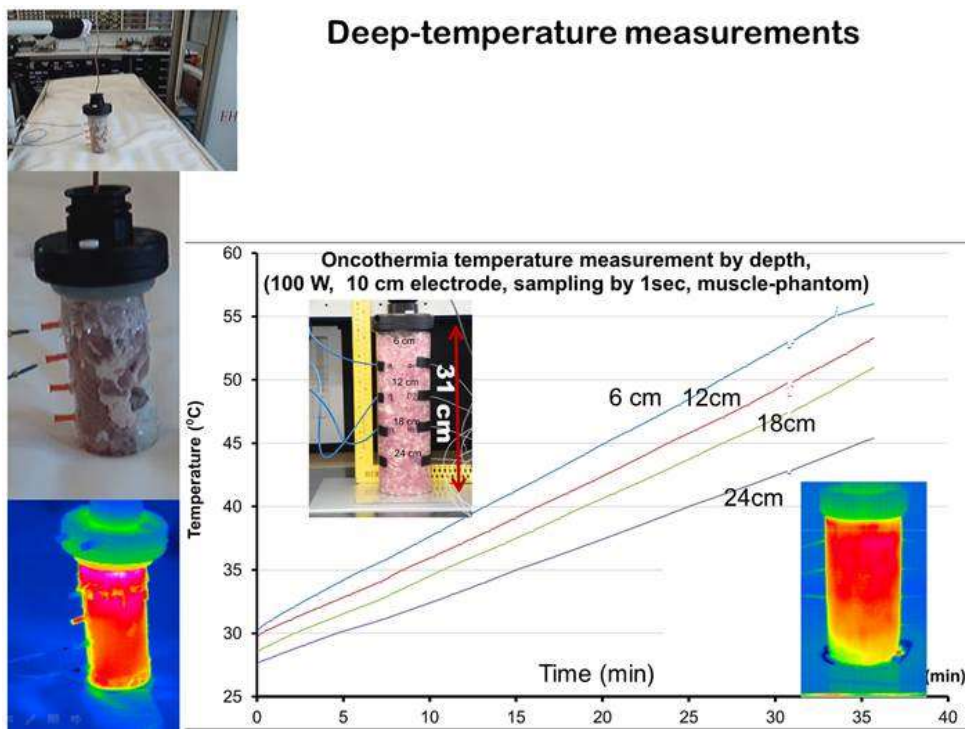 Deep-temperature measurements
EH
Oncothermia temperature measurement by depth,
(100 W, 10 cm electrode, sampling by 1sec, muscle-phantom)
Temperature (⁰C)
60
55
50
45
40
35
30
25
6 cm
12 cm
18 cm
24 cm
31 cm
6 cm
12cm
18cm
24cm
Time (min)
(min)
0
5
10
15
20
25
30
35
40